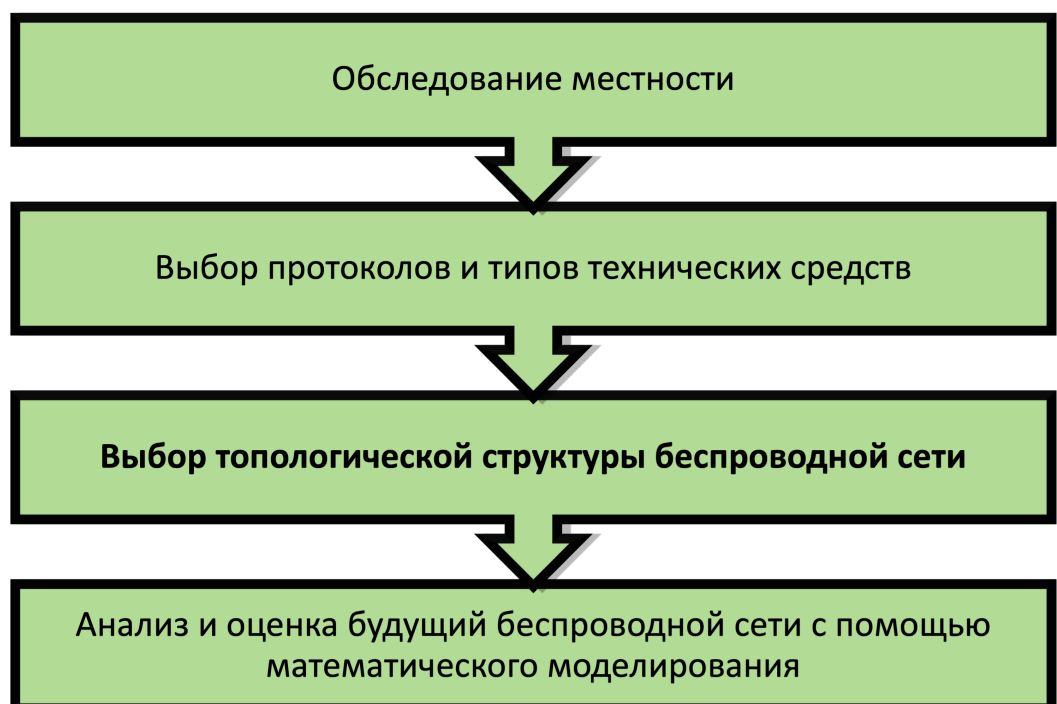 Обследование местности
Выбор протоколов и типов технических средств
Выбор топологической структуры беспроводной сети
Анализ и оценка будущий беспроводной сети с помощью
математического моделирования